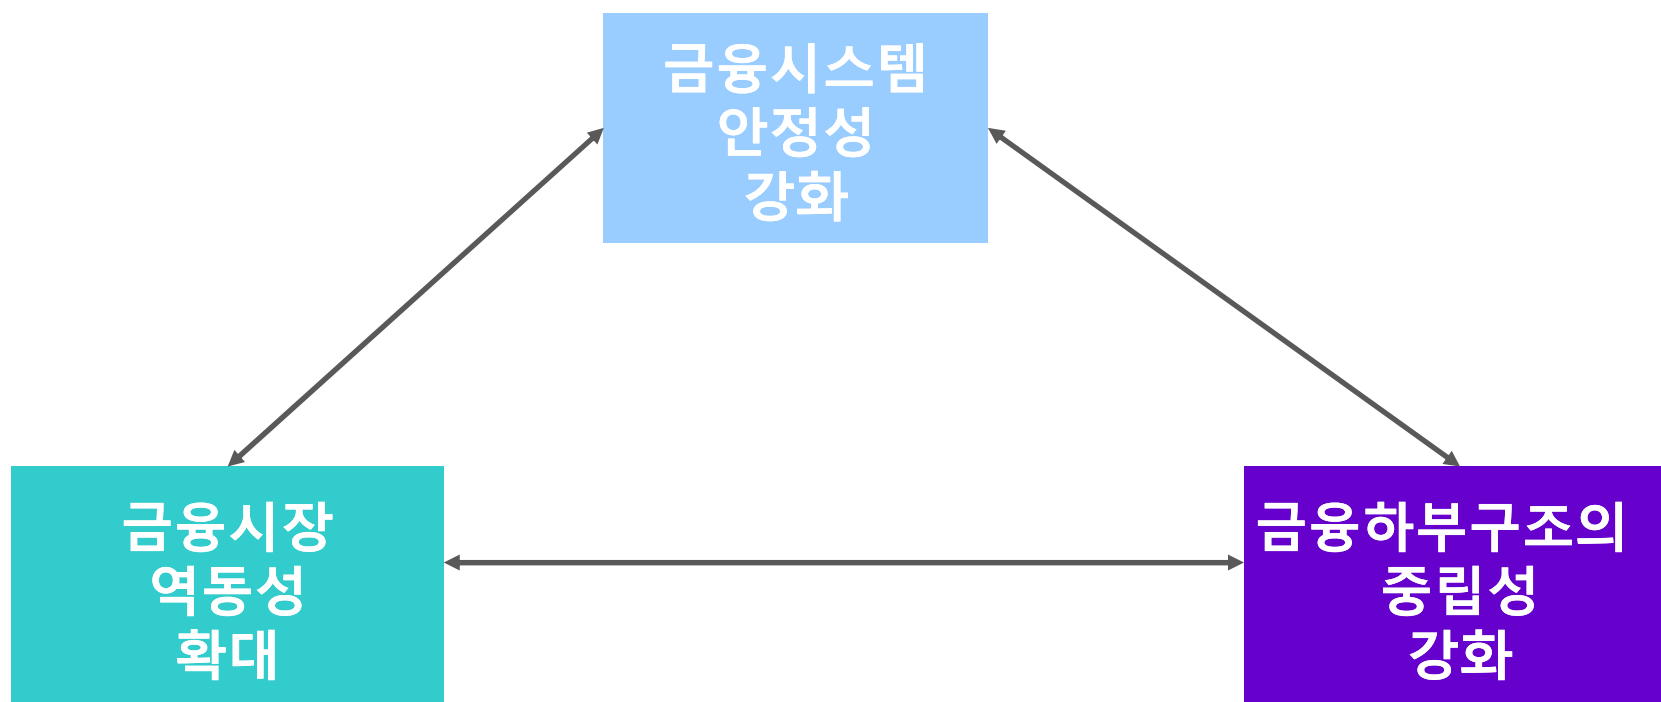 금융시스템
안정성
강화
금융시장
역동성
확대
금융하부구조의
중립성
강화